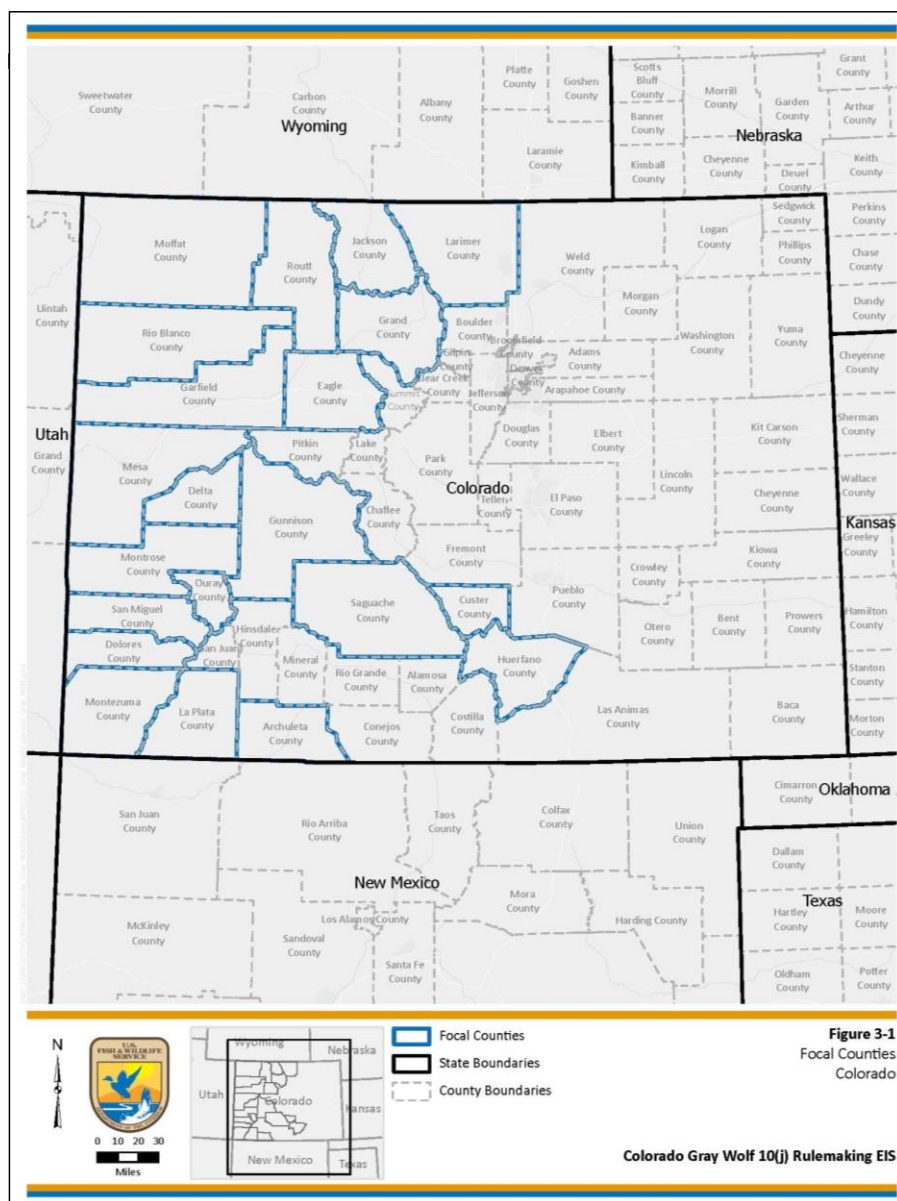 Platte
County
Scotts
Bluff
County
Grant
County
Sweetwater
County
Carbon
County
Albany
County
Goshen
County
Morrill
County
Garden
County
Arthur
County
Wyoming
Banner
County
Nebraska
Laramie
County
Kimball
County
Cheyenne
County
Deuel
County
Keith
County
Moffat
County
Routt
County
Jackson
County
Larimer
County
Weld
County
Logan
County
Sedgwick
County
Phillips
County
Perkins
County
Chase
County
Uintah
County
Rio Blanco
County
Grand
County
Boulder
County
Morgan
County
Washington
County
Yuma
County
Dundy
County
Gilpin
County
Broomfield
County
Denver
County
Adams
County
Cheyenne
County
Garfield
County
Eagle
County
Summit
County
Clear Creek
County
Jefferson
County
Arapahoe County
Utah
Grand
County
Mesa
County
Pitkin
County
Lake
County
Park
County
Douglas
County
Elbert
County
Kit Carson
County
Sherman
County
Delta
County
Colorado
Lincoln
County
Wallace
County
Gunnison
County
Chaffee
County
Teller
County
El Paso
County
Cheyenne
County
Kansas
Greeley
County
Montrose
County
Ouray
County
Fremont
County
Kiowa
County
San Miguel
County
Saguache
County
Custer
County
Pueblo
County
Crowley
County
Otero
County
Bent
County
Prowers
County
Hamilton
County
Dolores
County
San Juan
County
Hinsdale
County
Mineral
County
Rio Grande
County
Alamosa
County
Huerfano
County
Stanton
County
Montezuma
County
La Plata
County
Archuleta
County
Conejos
County
Costilla
County
Las Animas
County
Baca
County
Morton
County
San Juan
County
Rio Arriba
County
Taos
County
Colfax
County
Union
County
Cimarron
County
Oklahoma
Dallam
County
New Mexico
Mora
County
Harding County
Texas
McKinley
County
Los Alamos County
Sandoval
County
Santa Fe
County
Hartley
County
Moore
County
Oldham
County
Potter
County
N
U.S.
FISH & WILDLIFE
SERVICE
0 10 20 30
Miles
Wyoming
Nebraska
Utah
Colorado
Kansas
New Mexico
Texas
Focal Counties
State Boundaries
County Boundaries
Figure 3-1
Focal Counties
Colorado
Colorado Gray Wolf 10(j) Rulemaking EIS